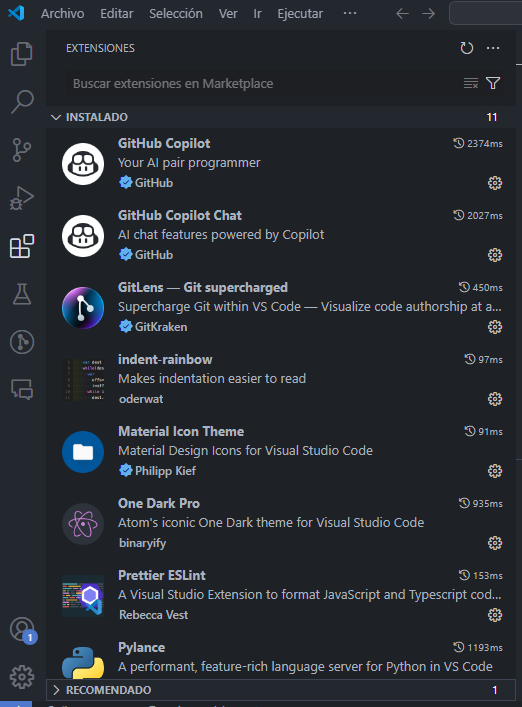 Archivo Editar Selección Ver Ir Ejecutar ···
EXTENSIONES
Buscar extensiones en Marketplace
INSTALADO 11
GitHub Copilot 2374ms
Your AI pair programmer
GitHub
GitHub Copilot Chat 2027ms
AI chat features powered by Copilot
GitHub
GitLens — Git supercharged 450ms
Supercharge Git within VS Code — Visualize code authorship at a...
GitKraken
indent-rainbow 97ms
Makes indentation easier to read
oderwat
Material Icon Theme 91ms
Material Design Icons for Visual Studio Code
Philipp Kief
One Dark Pro 935ms
Atom's iconic One Dark theme for Visual Studio Code
binaryify
Prettier ESLint 153ms
A Visual Studio Extension to format JavaScript and Typescript cod...
Rebecca Vest
1
Pylance 1193ms
A performant, feature-rich language server for Python in VS Code
RECOMENDADO 1